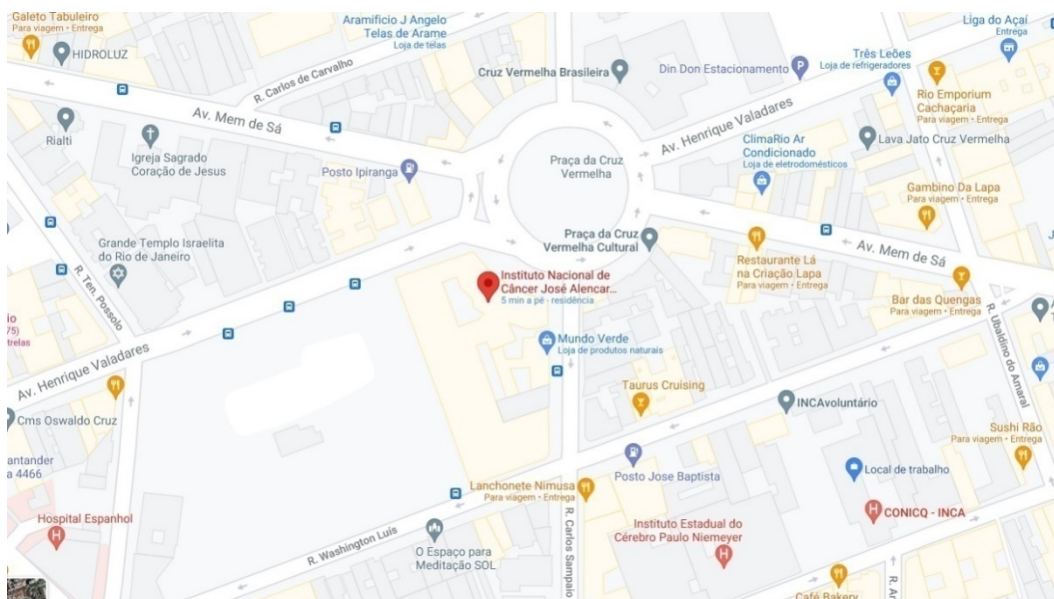 Galeto Tabuleiro
Para viagem • Entrega
HIDROLUZ
Aramificio J Angelo
Telas de Arame
Loja de telas
R. Carlos de Carvalho
Cruz Vermelha Brasileira
Din Don Estacionamento
Três Leões
Loja de refrigeradores
Liga do Açaí
Entrega
Rio Emporium
Cachaçaria
Para viagem • Entrega
Av. Mem de Sá
Av. Henrique Valadares
Rialti
Igreja Sagrado
Coração de Jesus
Posto Ipiranga
Praça da Cruz
Vermelha
ClimaRio Ar
Condicionado
Loja de eletrodomésticos
Lava Jato Cruz Vermelha
Gambino Da Lapa
Para viagem • Entrega
Grande Templo Israelita
do Rio de Janeiro
R. Ten. Possolo
Praça da Cruz
Vermelha Cultural
Restaurante Lá
na Criação Lapa
Para viagem • Entrega
Av. Mem de Sá
Instituto Nacional de
Câncer José Alencar...
5 min a pé - residência
Bar das Quengas
Para viagem • Entrega
R. Ubaldino do Amaral
io
75)
trelas
Av. Henrique Valadares
Mundo Verde
Loja de produtos naturais
Taurus Cruising
INCAvoluntário
Cms Oswaldo Cruz
antander
a 4466
Sushi Rão
Para viagem • Entrega
Posto Jose Baptista
Local de trabalho
Lanchonete Nimusa
Para viagem • Entrega
Hospital Espanhol
R. Washington Luís
O Espaço para
Meditação SOL
R. Carlos Sampaio
Instituto Estadual do
Cérebro Paulo Niemeyer
CONICQ - INCA
Café Bakery
R. Ar